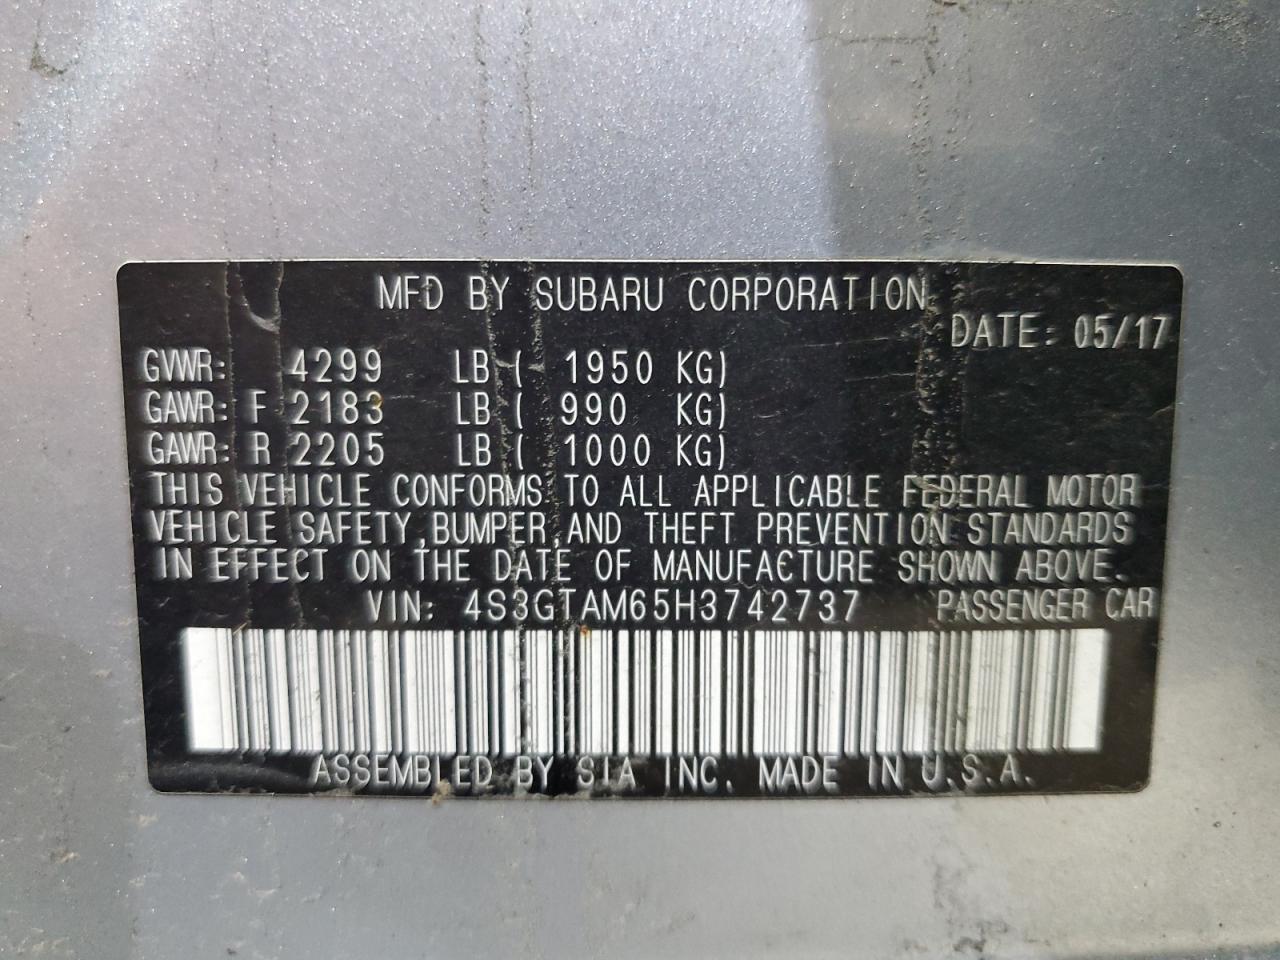 MFD BY SUBARU CORPORATION
DATE: 05/17
GVWR: 4299 LB ( 1950 KG)
GAWR: F 2183 LB ( 990 KG)
GAWR: R 2205 LB ( 1000 KG)
THIS VEHICLE CONFORMS TO ALL APPLICABLE FEDERAL MOTOR
VEHICLE SAFETY, BUMPER, AND THEFT PREVENTION STANDARDS
IN EFFECT ON THE DATE OF MANUFACTURE SHOWN ABOVE.
VIN: 4S3GTAM65H3742737 PASSENGER CAR
ASSEMBLED BY SIA INC. MADE IN U.S.A.